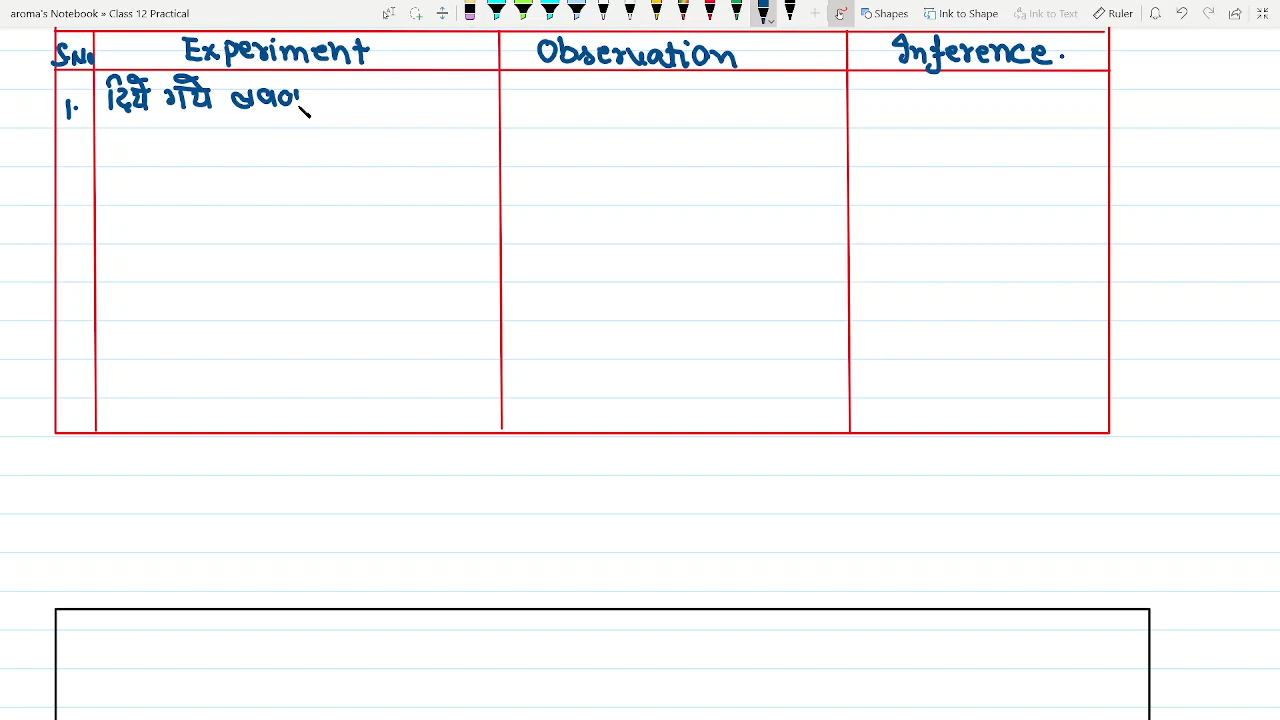 aroma's Notebook » Class 12 Practical
Shapes Ink to Shape Ink to Text Ruler
S.No Experiment Observation Inference.
1. दिये गये लवण